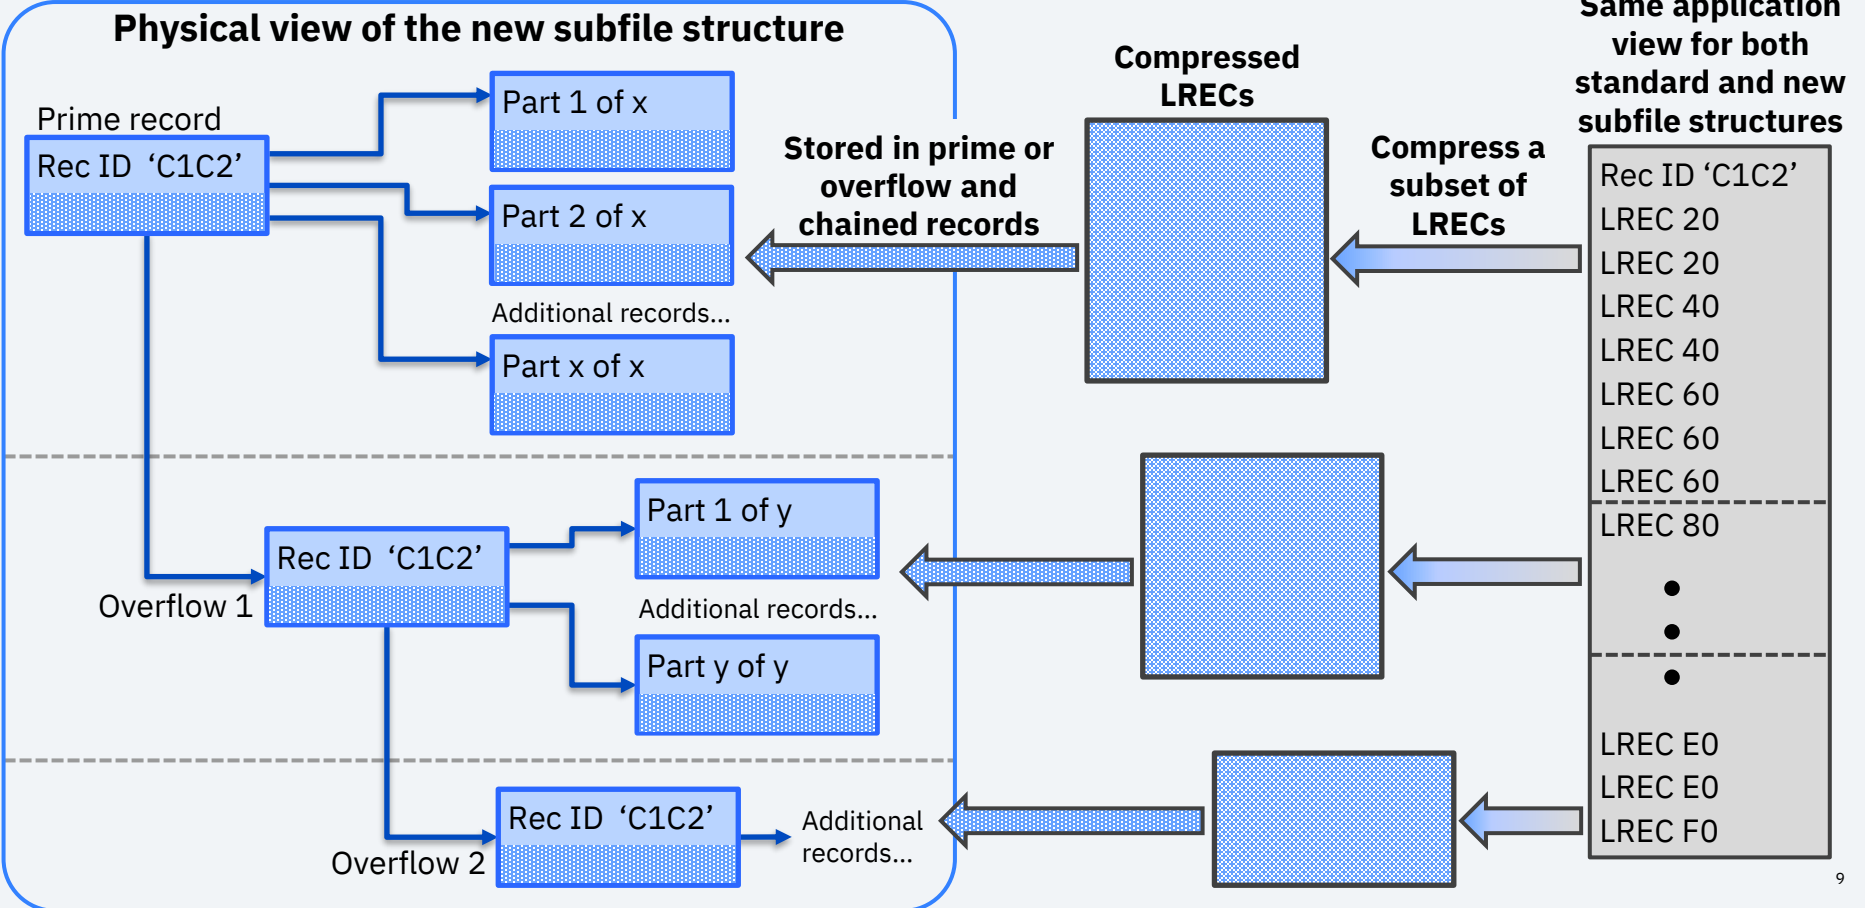 Physical view of the new subfile structure
Prime record
Rec ID ‘C1C2’
Part 1 of x
Part 2 of x
Additional records...
Part x of x
Overflow 1
Rec ID ‘C1C2’
Part 1 of y
Additional records...
Part y of y
Overflow 2
Rec ID ‘C1C2’
Additional
records...
Stored in prime or
overflow and
chained records
Compressed
LRECs
Compress a
subset of
LRECs
Same application
view for both
standard and new
subfile structures
Rec ID ‘C1C2’
LREC 20
LREC 20
LREC 40
LREC 40
LREC 60
LREC 60
LREC 60
LREC 80
LREC E0
LREC E0
LREC F0
9